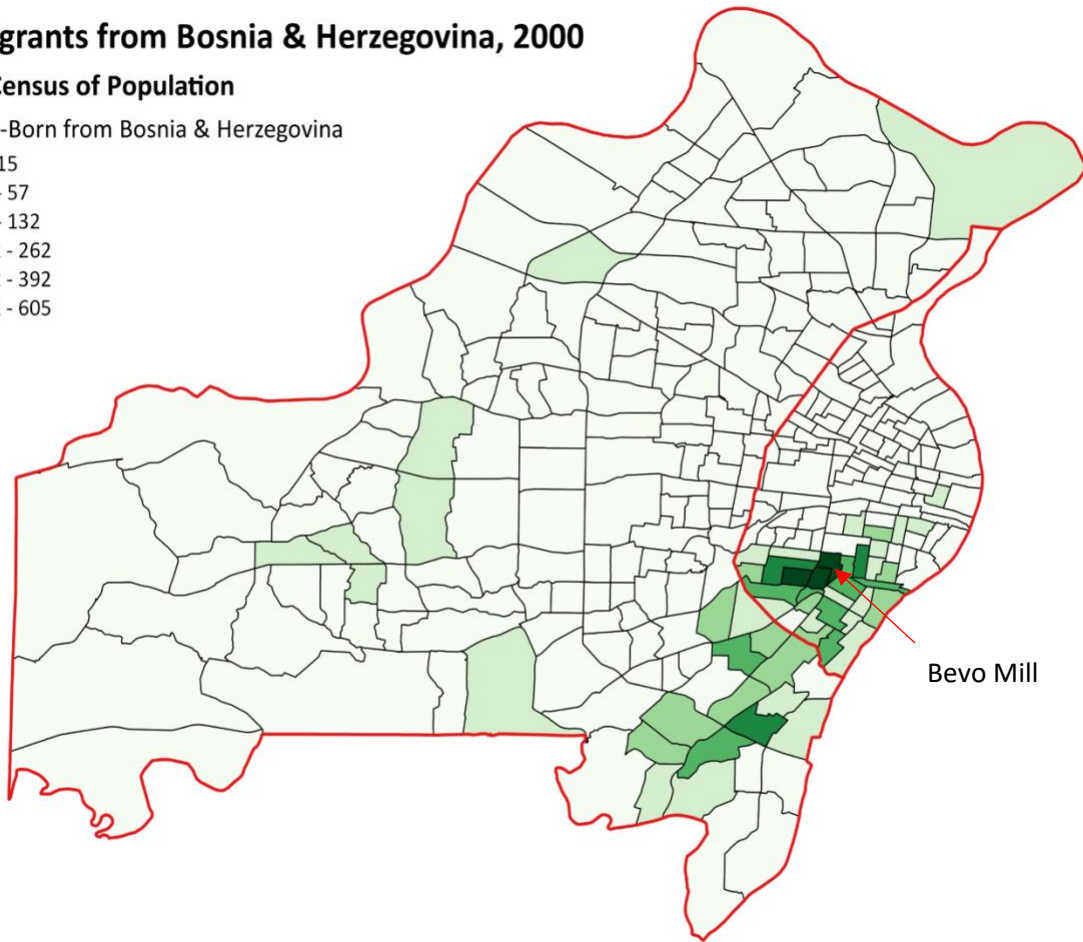 grants from Bosnia & Herzegovina, 2000
Census of Population
-Born from Bosnia & Herzegovina
15
- 57
- 132
- 262
- 392
- 605
Bevo Mill